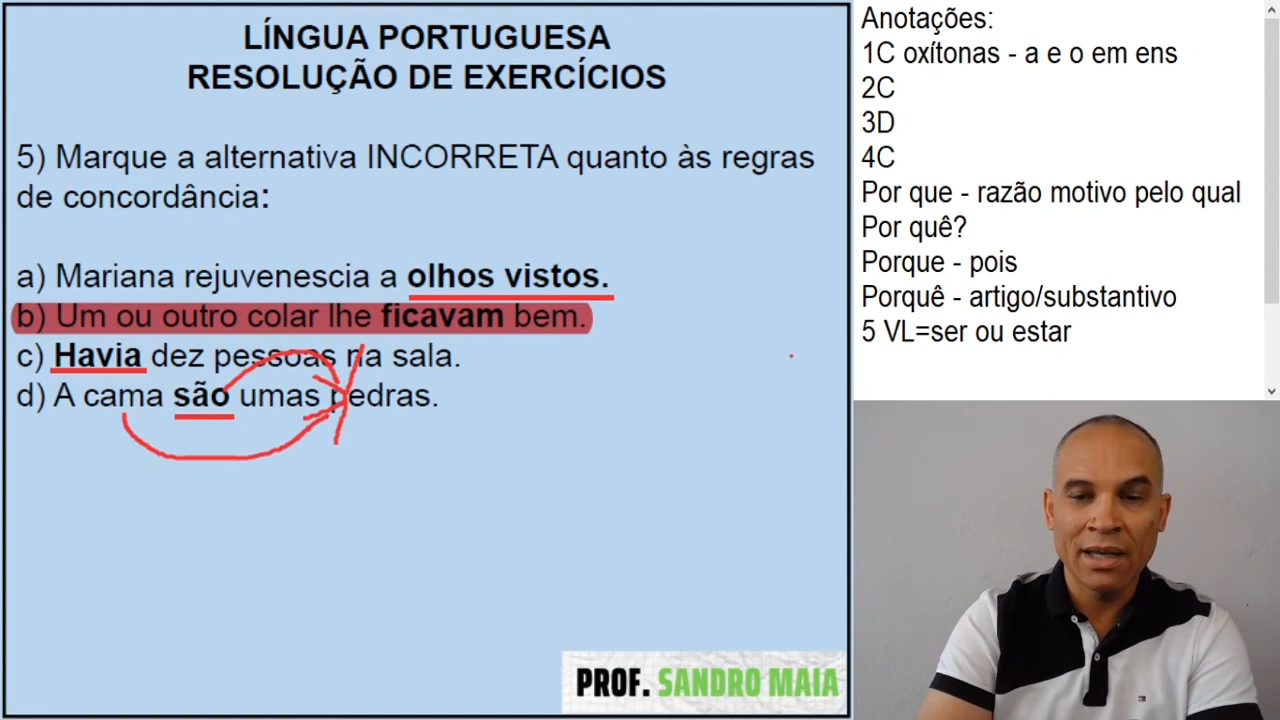 LÍNGUA PORTUGUESA
RESOLUÇÃO DE EXERCÍCIOS
5) Marque a alternativa INCORRETA quanto às regras
de concordância:
a) Mariana rejuvenescia a olhos vistos.
b) Um ou outro colar lhe ficavam bem.
c) Havia dez pessoas na sala.
d) A cama são umas pedras.
PROF. SANDRO MAIA
Anotações:
1C oxítonas - a e o em ens
2C
3D
4C
Por que - razão motivo pelo qual
Por quê?
Porque - pois
Porquê - artigo/substantivo
5 VL=ser ou estar